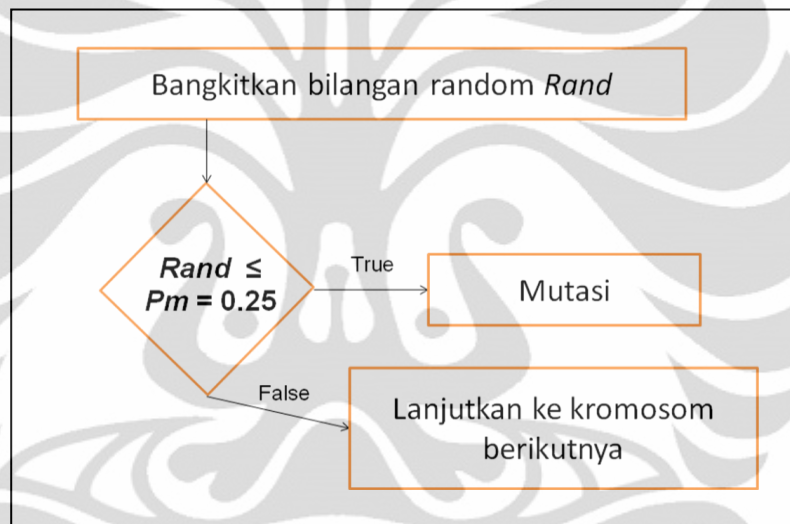 Bangkitkan bilangan random Rand
Rand ≤
Pm = 0.25
True
Mutasi
False
Lanjutkan ke kromosom
berikutnya